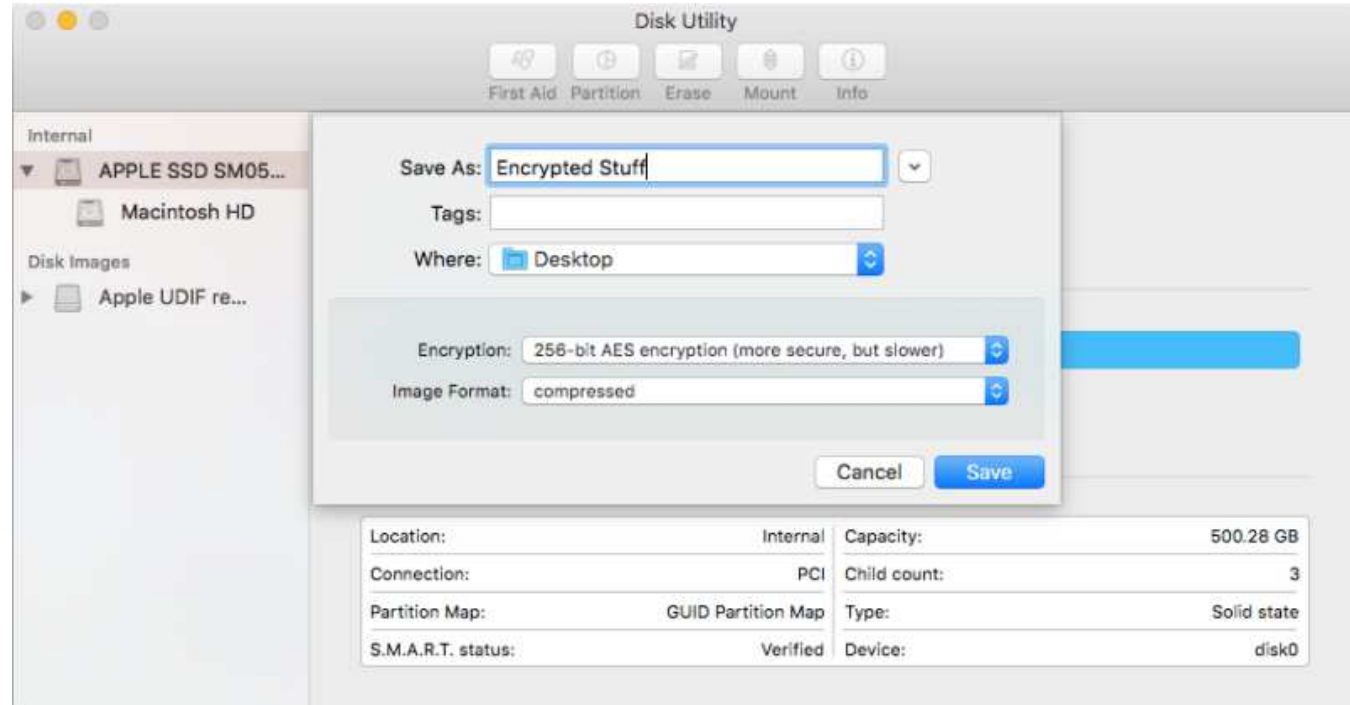 Disk Utility
First Aid Partition Erase Mount Info
Internal
APPLE SSD SM05...
Macintosh HD
Disk Images
Apple UDIF re...
Save As: Encrypted Stuff
Tags:
Where: Desktop
Encryption: 256-bit AES encryption (more secure, but slower)
Image Format: compressed
Cancel Save
Location: Internal Capacity: 500.28 GB
Connection: PCI Child count: 3
Partition Map: GUID Partition Map Type: Solid state
S.M.A.R.T. status: Verified Device: disk0